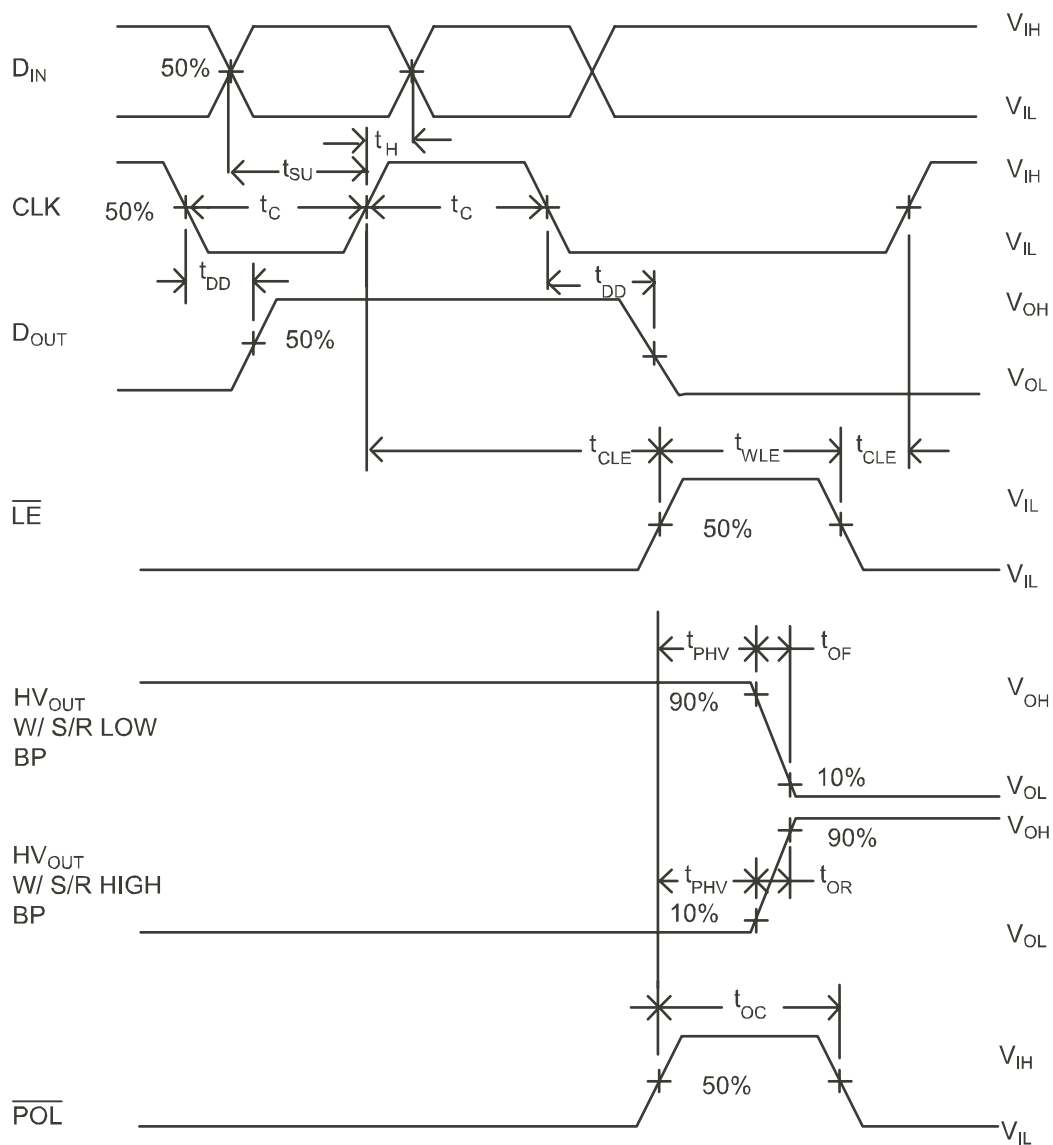 D_IN 50% V_IH
V_IL
t_H
t_SU
CLK 50% t_C t_C V_IH
V_IL
t_DD t_DD
D_OUT 50% V_OH
V_OL
t_CLE t_WLE t_CLE
L̅E̅ 50% V_IL
V_IL
t_PHV t_OF
HV_OUT 90% V_OH
W/ S/R LOW
BP 10% V_OL
V_OH
HV_OUT 90%
W/ S/R HIGH t_PHV t_OR
BP 10% V_OL
t_OC
V_IH
P̅O̅L̅ 50%
V_IL